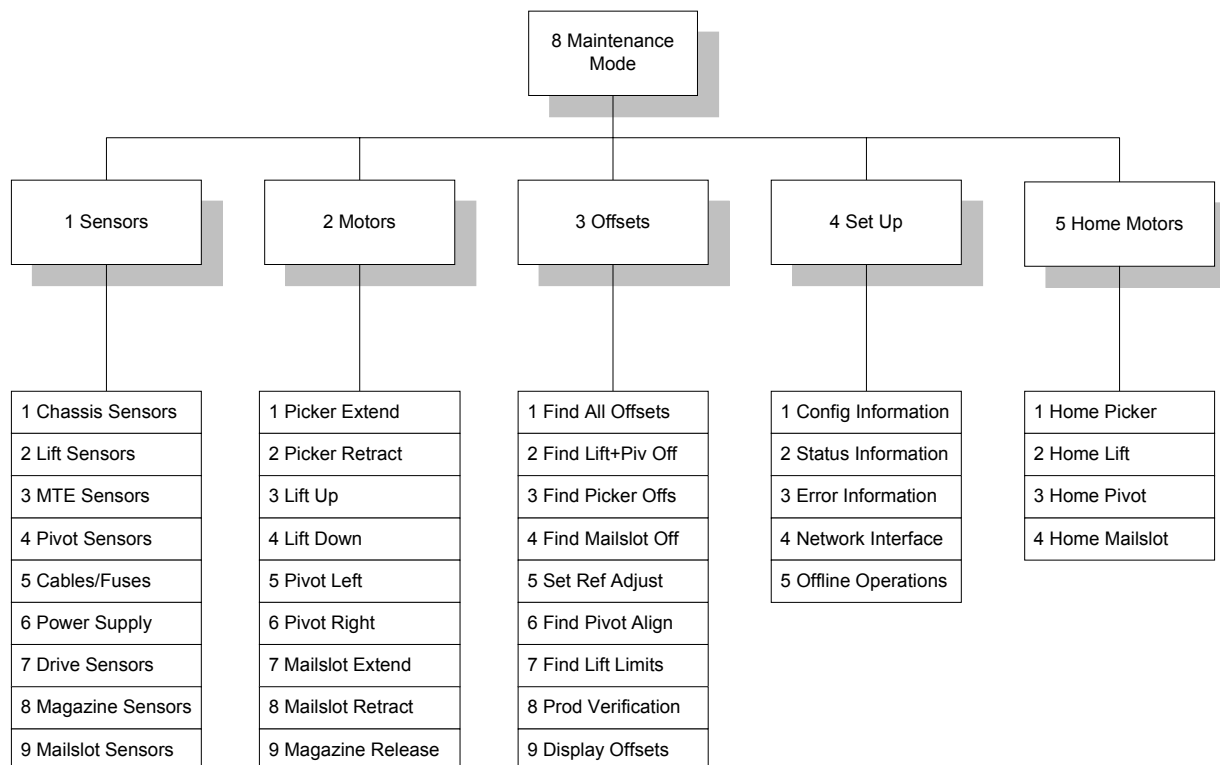 8 Maintenance
Mode
1 Sensors
2 Motors
3 Offsets
4 Set Up
5 Home Motors
1 Chassis Sensors
2 Lift Sensors
3 MTE Sensors
4 Pivot Sensors
5 Cables/Fuses
6 Power Supply
7 Drive Sensors
8 Magazine Sensors
9 Mailslot Sensors
1 Picker Extend
2 Picker Retract
3 Lift Up
4 Lift Down
5 Pivot Left
6 Pivot Right
7 Mailslot Extend
8 Mailslot Retract
9 Magazine Release
1 Find All Offsets
2 Find Lift+Piv Off
3 Find Picker Offs
4 Find Mailslot Off
5 Set Ref Adjust
6 Find Pivot Align
7 Find Lift Limits
8 Prod Verification
9 Display Offsets
1 Config Information
2 Status Information
3 Error Information
4 Network Interface
5 Offline Operations
1 Home Picker
2 Home Lift
3 Home Pivot
4 Home Mailslot